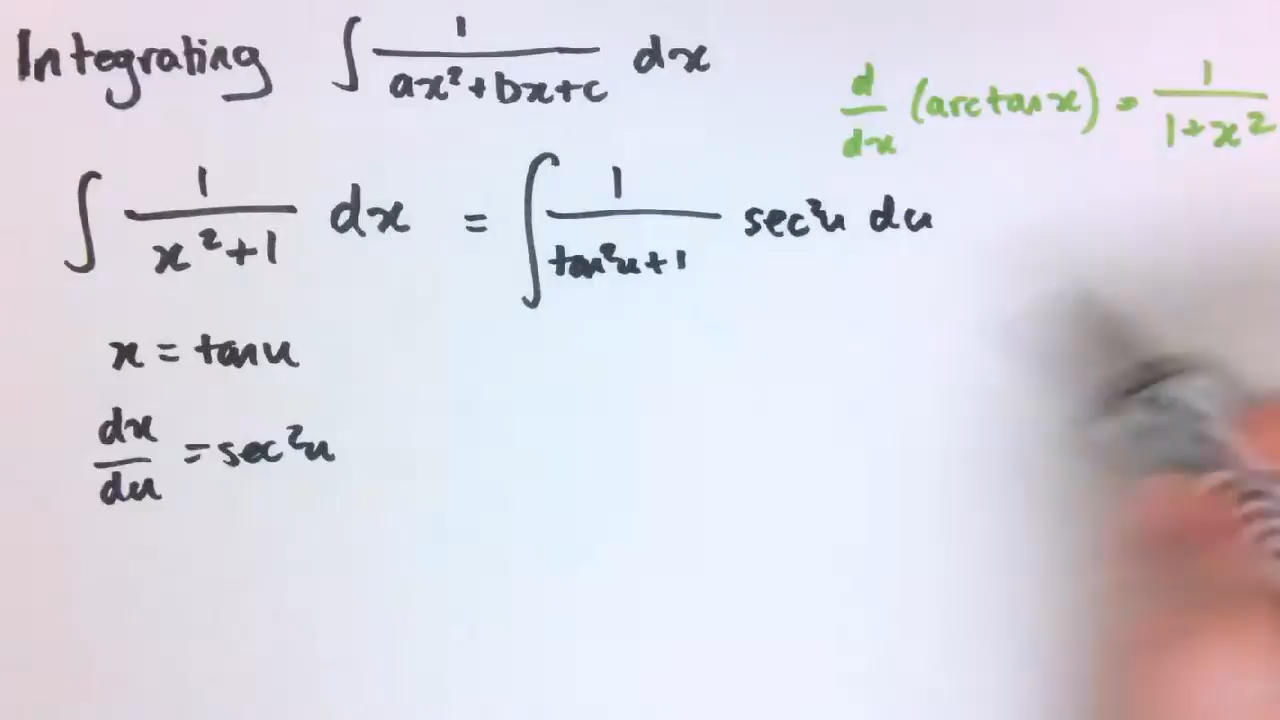 Integrating ∫ 1/(ax²+bx+c) dx
d/dx (arctan x) = 1/(1+x²)
∫ 1/(x²+1) dx = ∫ 1/(tan²u+1) sec²u du
x = tan u
dx/du = sec²u